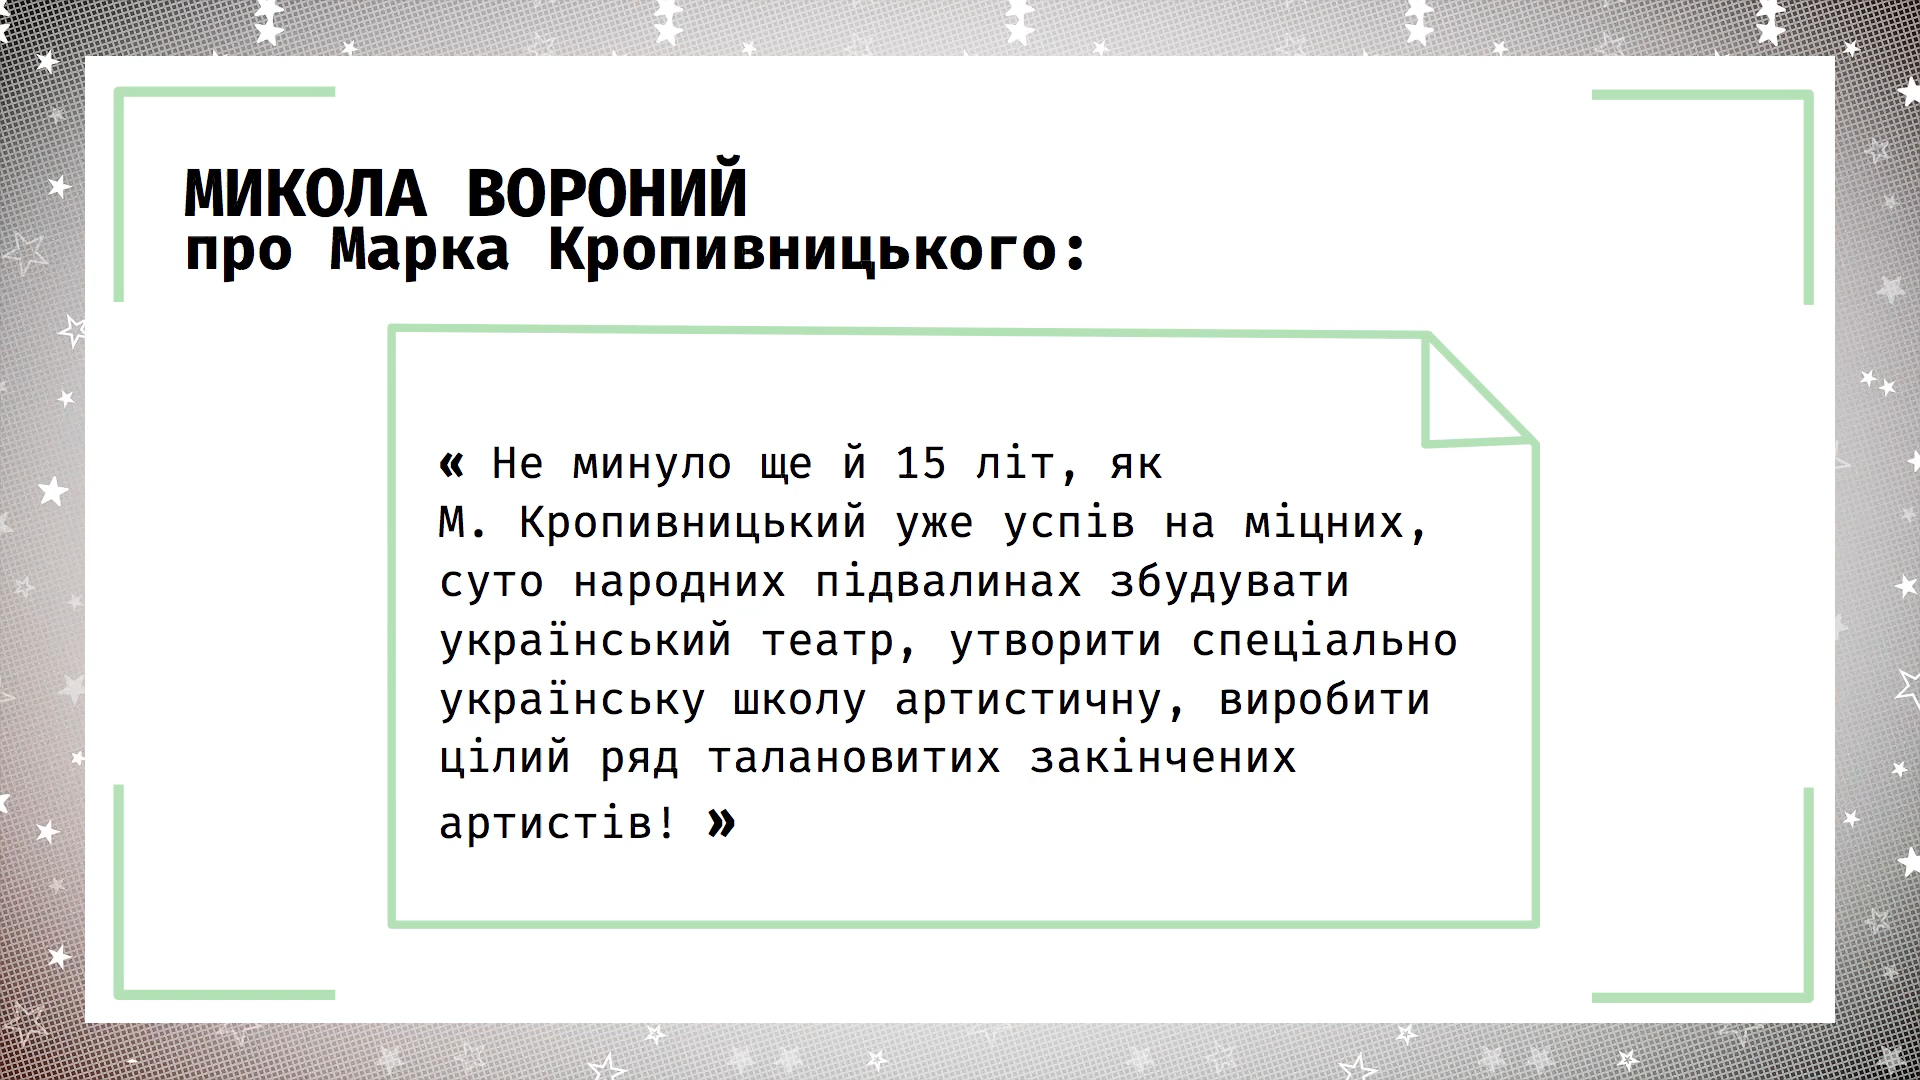 МИКОЛА ВОРОНИЙ
про Марка Кропивницького:
« Не минуло ще й 15 літ, як
М. Кропивницький уже успів на міцних,
суто народних підвалинах збудувати
український театр, утворити спеціально
українську школу артистичну, виробити
цілий ряд талановитих закінчених
артистів! »